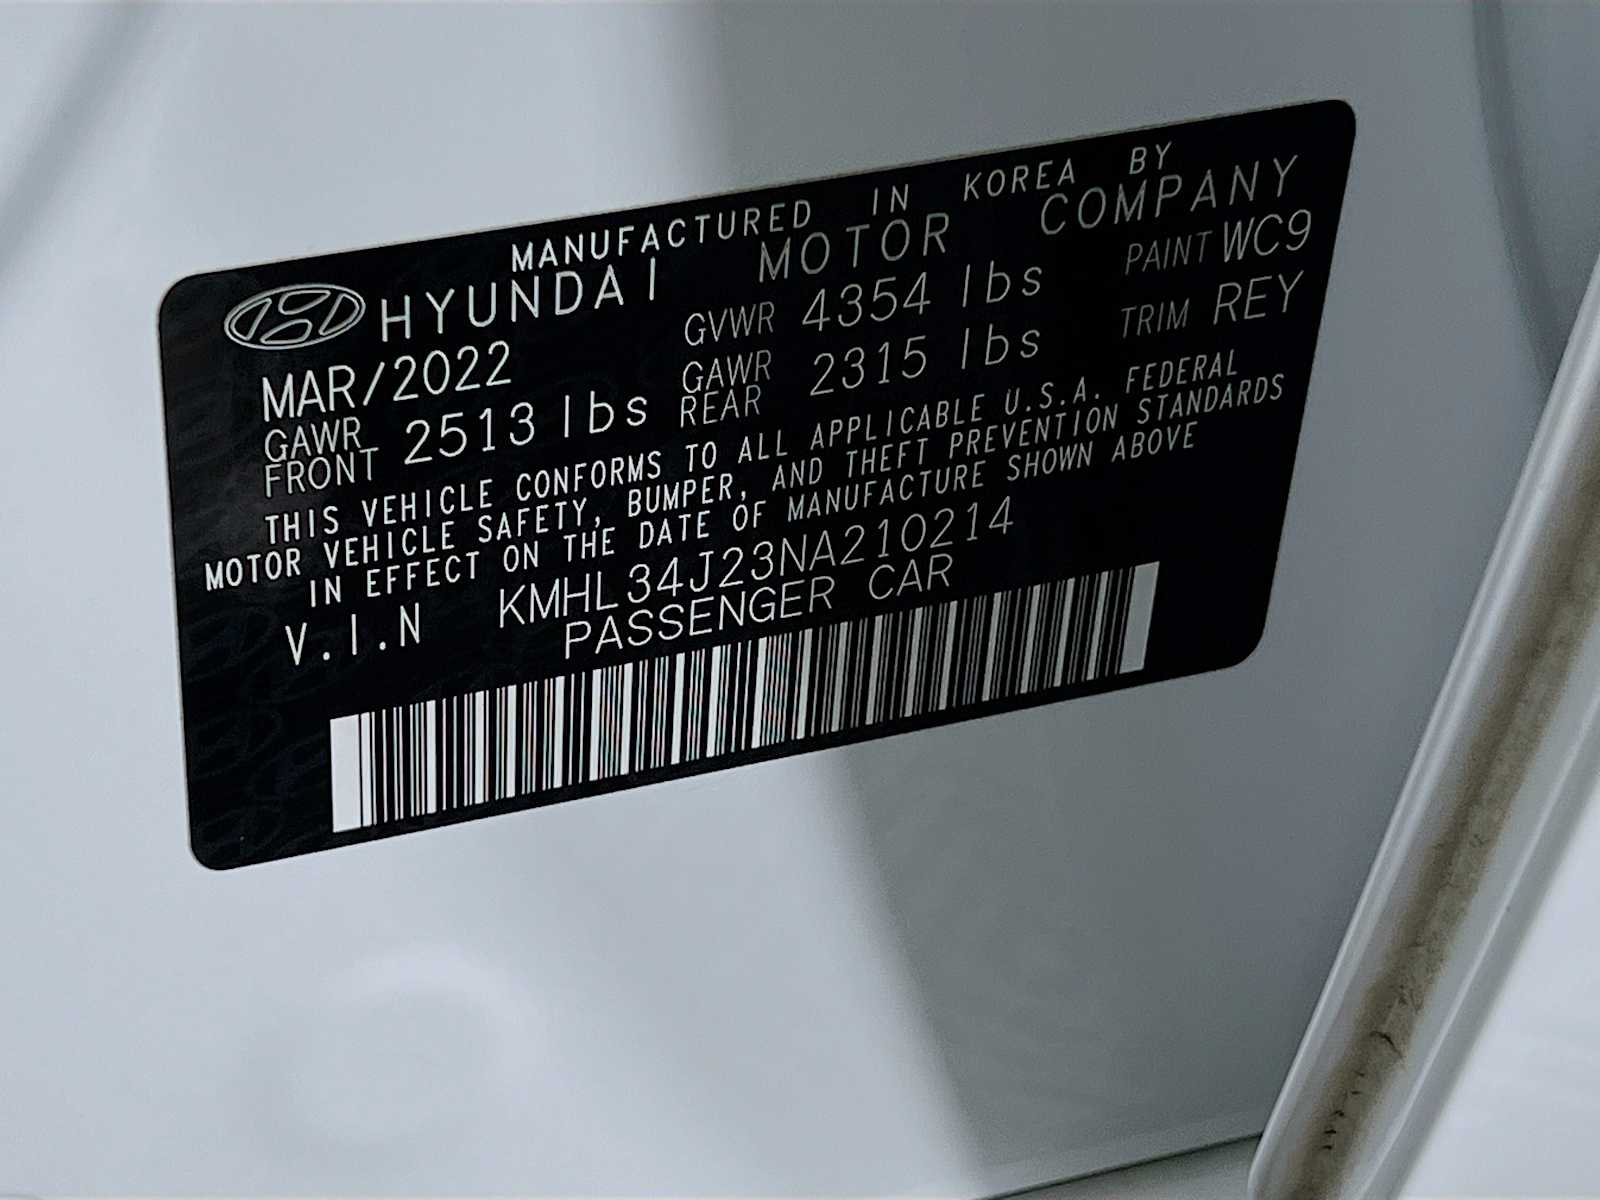 MANUFACTURED IN KOREA BY
HYUNDAI MOTOR COMPANY
MAR/2022 GVWR 4354 lbs PAINT WC9
GAWR FRONT 2513 lbs GAWR REAR 2315 lbs TRIM REY
THIS VEHICLE CONFORMS TO ALL APPLICABLE U.S.A. FEDERAL
MOTOR VEHICLE SAFETY, BUMPER, AND THEFT PREVENTION STANDARDS
IN EFFECT ON THE DATE OF MANUFACTURE SHOWN ABOVE
V.I.N KMHL34J23NA210214
PASSENGER CAR